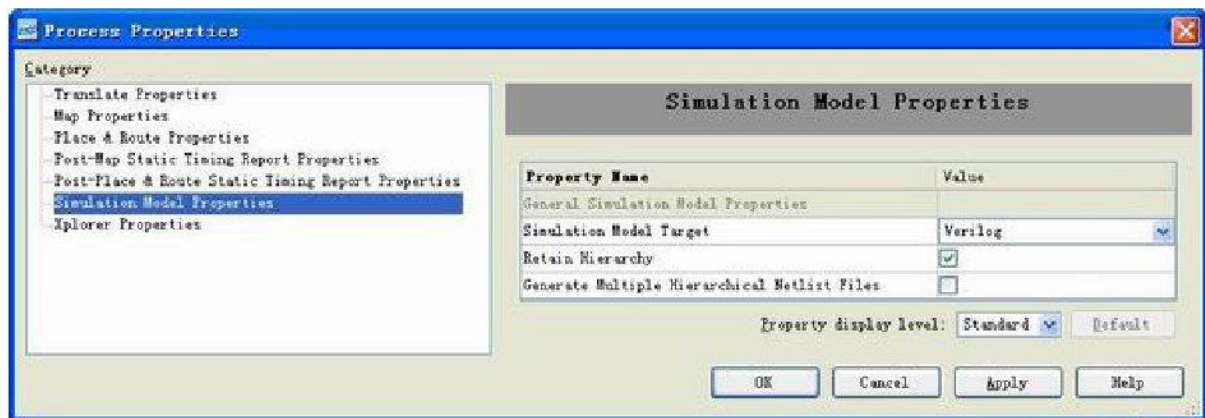 Process Properties
Category
Translate Properties
Map Properties
Place & Route Properties
Post-Map Static Timing Report Properties
Post-Place & Route Static Timing Report Properties
Simulation Model Properties
Xplorer Properties
Simulation Model Properties
Property Name Value
General Simulation Model Properties
Simulation Model Target Verilog
Retain Hierarchy
Generate Multiple Hierarchical Netlist Files
Property display level: Standard Default
OK Cancel Apply Help